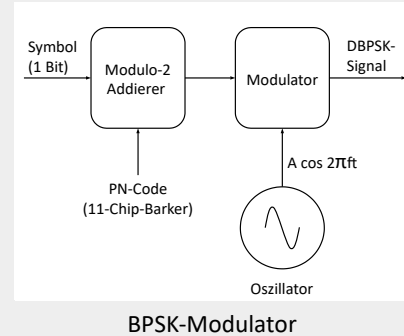 Symbol
(1 Bit)
Modulo-2
Addierer
Modulator
DBPSK-
Signal
PN-Code
(11-Chip-Barker)
A cos 2πft
Oszillator
BPSK-Modulator